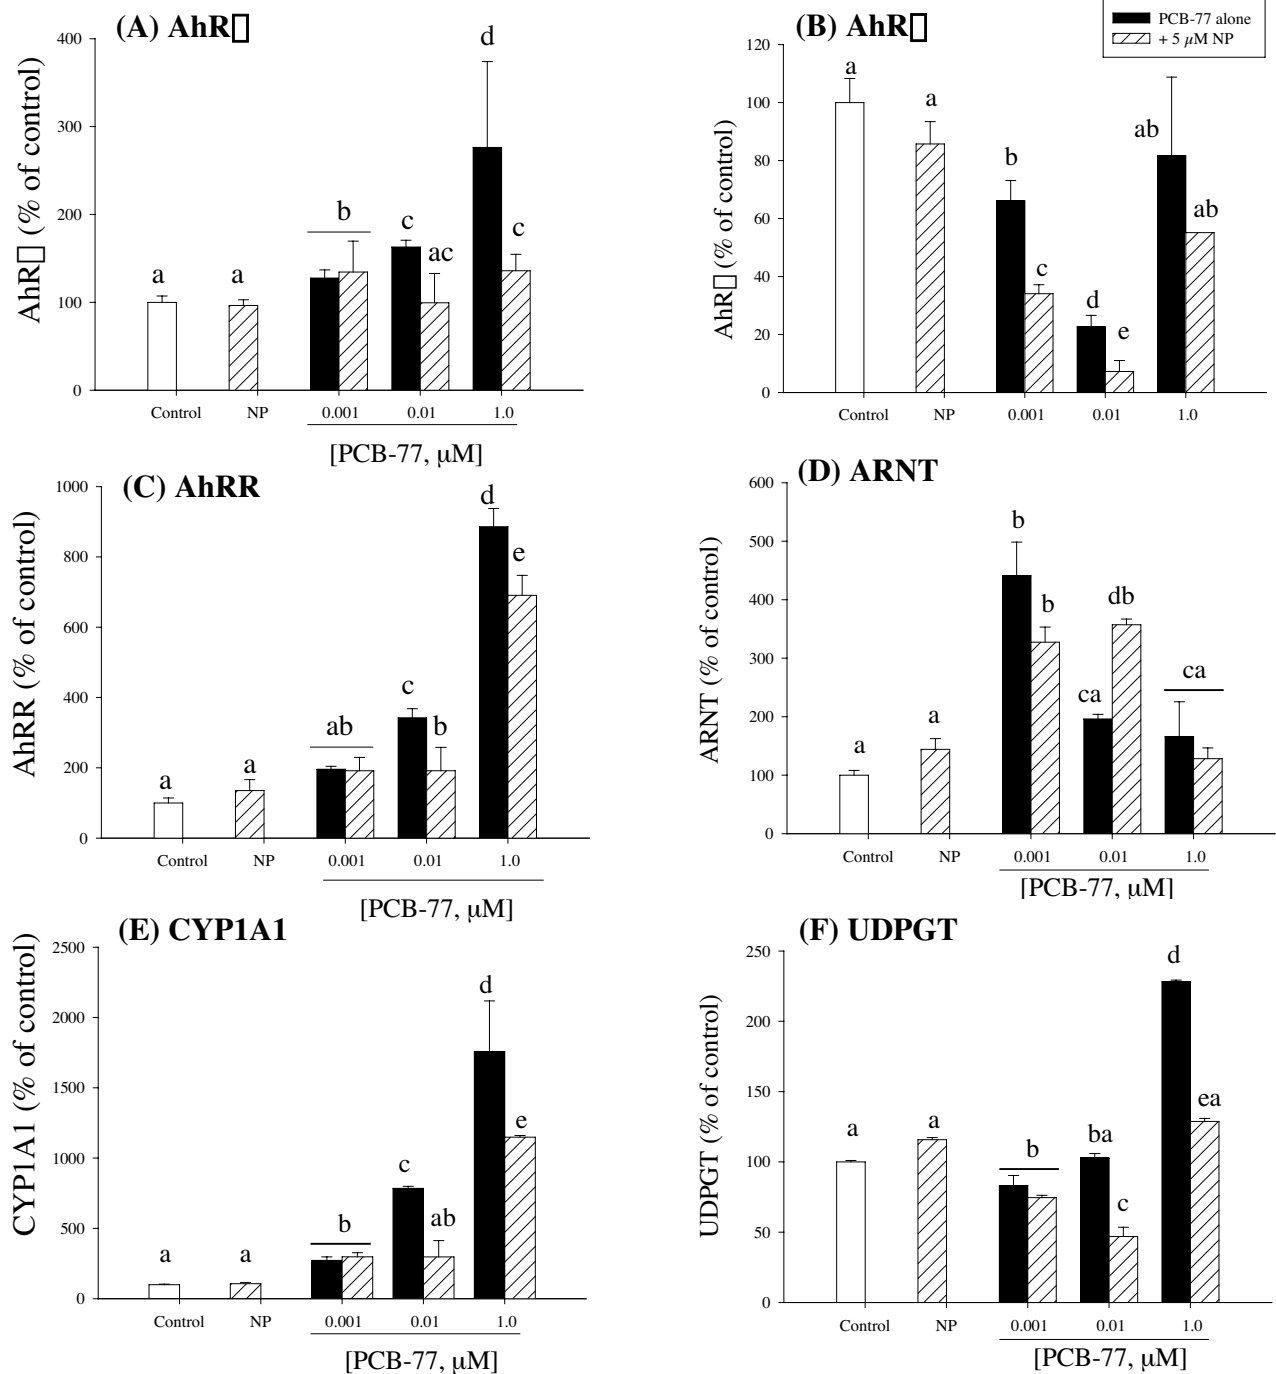 (A) AhR▯
AhR▯ (% of control)
400
300
200
100
0
a
a
b
c
ac
d
c
Control NP 0.001 0.01 1.0
[PCB-77, μM]
(B) AhR▯
PCB-77 alone
+ 5 μM NP
AhR▯ (% of control)
120
100
80
60
40
20
0
a
a
b
c
d
e
ab
ab
Control NP 0.001 0.01 1.0
(C) AhRR
AhRR (% of control)
1000
800
600
400
200
0
a
a
ab
c
b
d
e
Control NP 0.001 0.01 1.0
[PCB-77, μM]
(D) ARNT
ARNT (% of control)
600
500
400
300
200
100
0
a
a
b
b
ca
db
ca
Control NP 0.001 0.01 1.0
[PCB-77, μM]
(E) CYP1A1
CYP1A1 (% of control)
2500
2000
1500
1000
500
0
a
a
b
c
ab
d
e
Control NP 0.001 0.01 1.0
[PCB-77, μM]
(F) UDPGT
UDPGT (% of control)
250
200
150
100
50
0
a
a
b
ba
c
d
ea
Control NP 0.001 0.01 1.0
[PCB-77, μM]